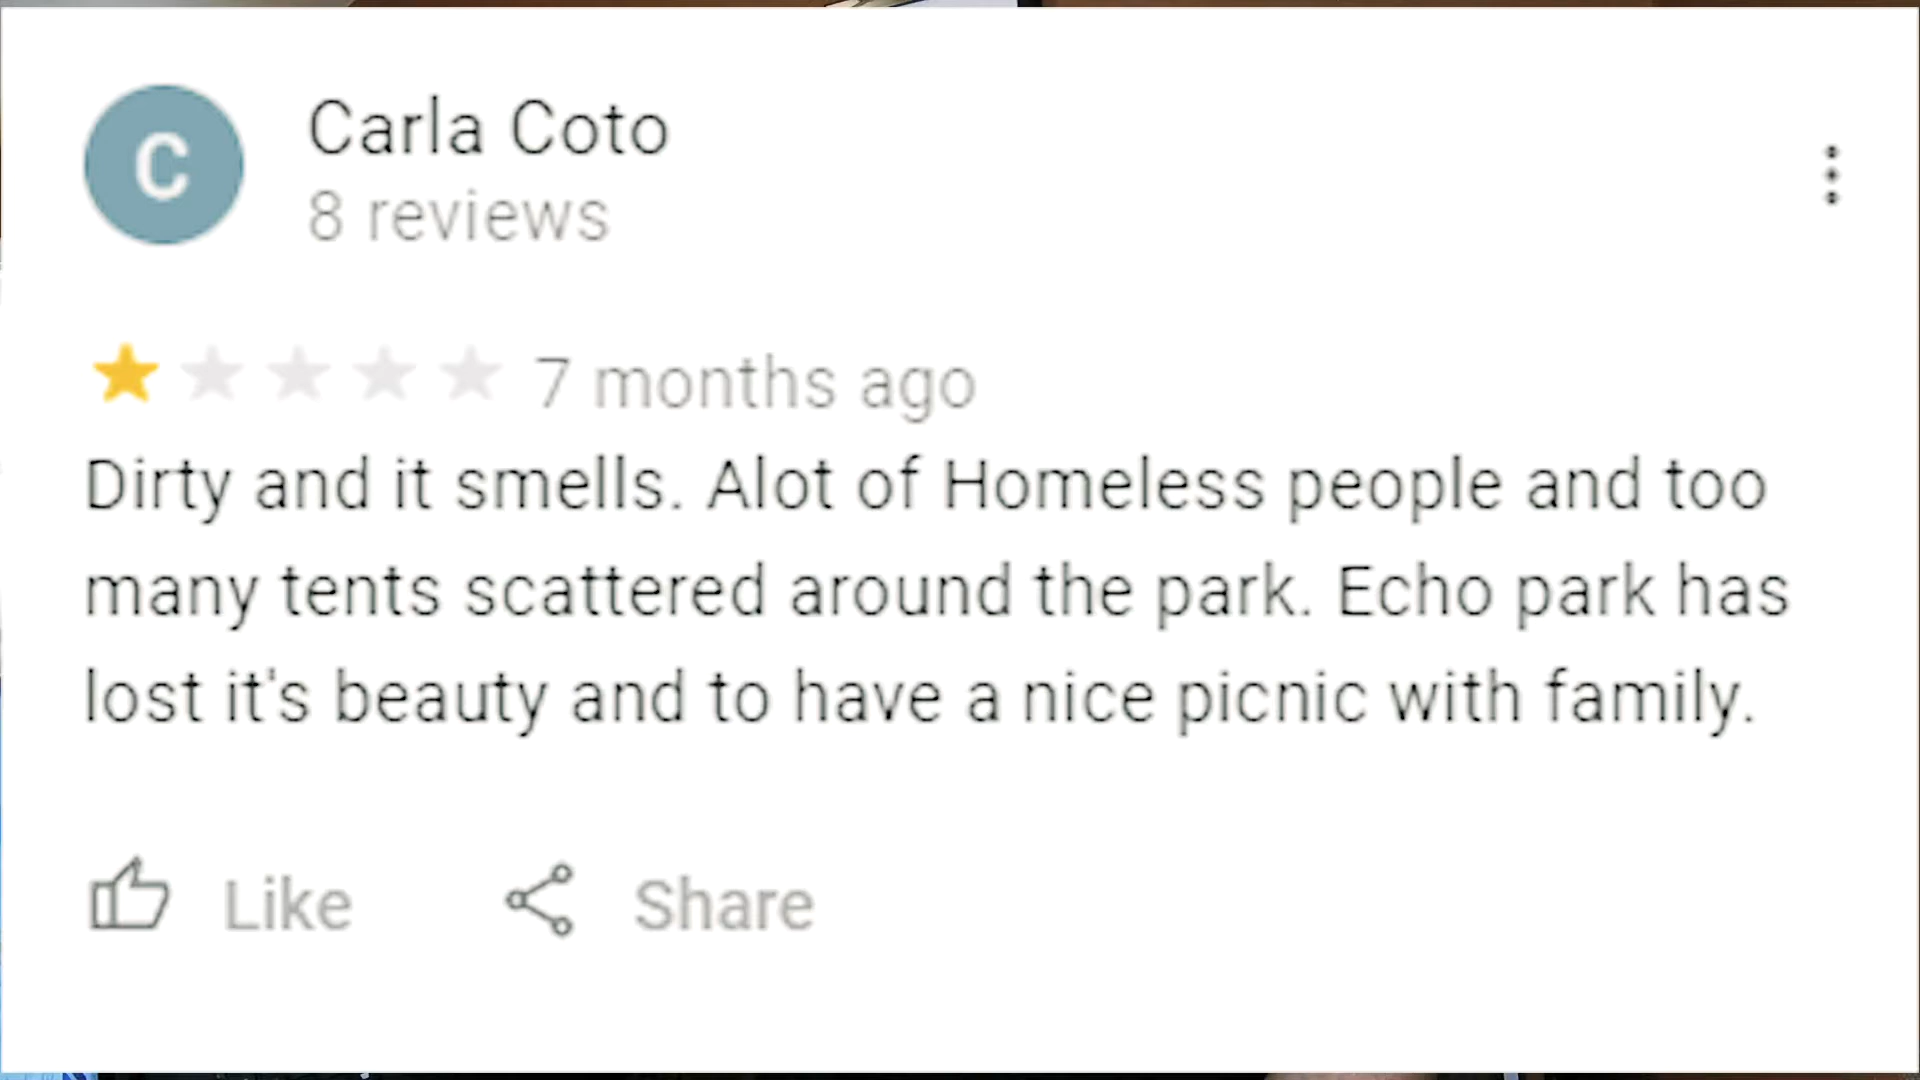 C
Carla Coto
8 reviews
7 months ago
Dirty and it smells. Alot of Homeless people and too
many tents scattered around the park. Echo park has
lost it's beauty and to have a nice picnic with family.
Like
Share